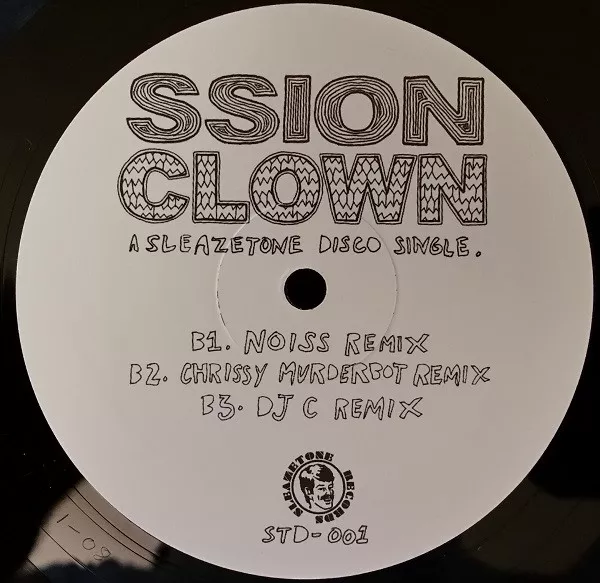 SSION
CLOWN
A SLEAZETONE DISCO SINGLE.
B1. NOISS REMIX
B2. CHRISSY MURDERBOT REMIX
B3. DJ C REMIX
SLEAZETONE RECORDS
STD-001